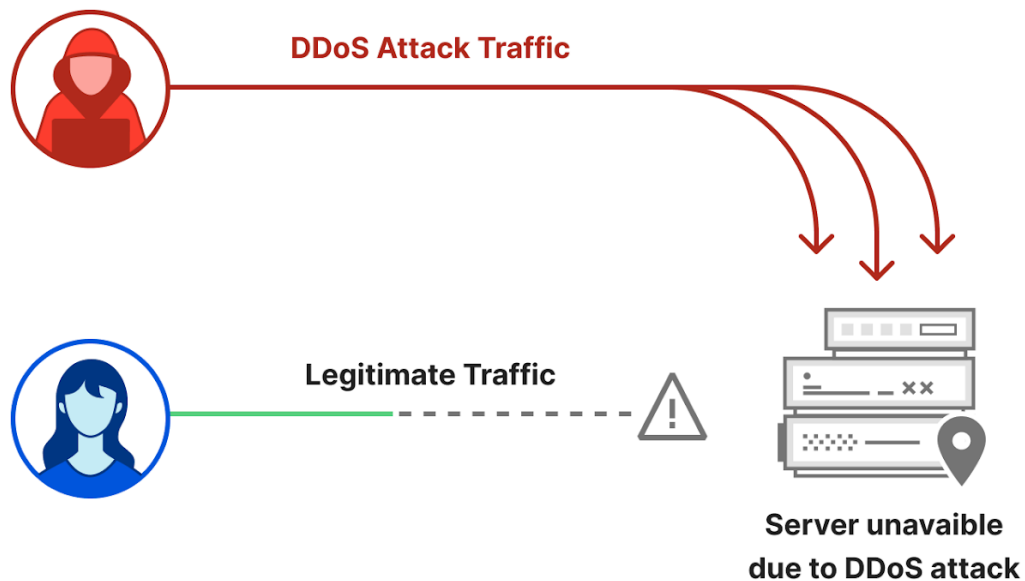 DDoS Attack Traffic
Legitimate Traffic
Server unavaible
due to DDoS attack